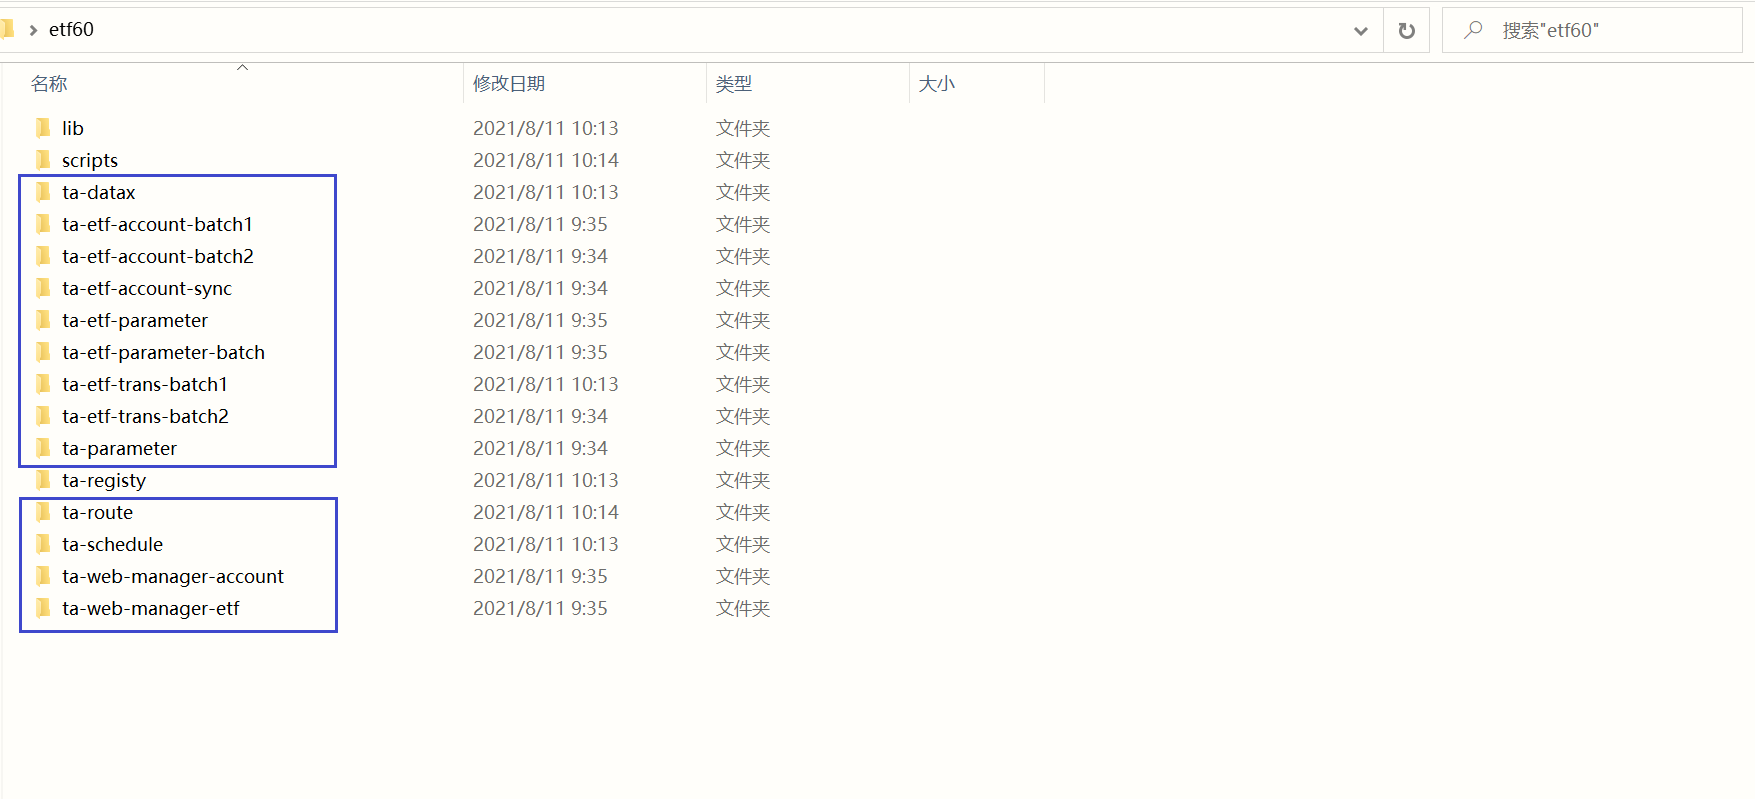 etf60 搜索"etf60"
名称 修改日期 类型 大小
lib 2021/8/11 10:13 文件夹
scripts 2021/8/11 10:14 文件夹
ta-datax 2021/8/11 10:13 文件夹
ta-etf-account-batch1 2021/8/11 9:35 文件夹
ta-etf-account-batch2 2021/8/11 9:34 文件夹
ta-etf-account-sync 2021/8/11 9:34 文件夹
ta-etf-parameter 2021/8/11 9:35 文件夹
ta-etf-parameter-batch 2021/8/11 9:35 文件夹
ta-etf-trans-batch1 2021/8/11 10:13 文件夹
ta-etf-trans-batch2 2021/8/11 9:34 文件夹
ta-parameter 2021/8/11 9:34 文件夹
ta-registy 2021/8/11 10:13 文件夹
ta-route 2021/8/11 10:14 文件夹
ta-schedule 2021/8/11 10:13 文件夹
ta-web-manager-account 2021/8/11 9:35 文件夹
ta-web-manager-etf 2021/8/11 9:35 文件夹